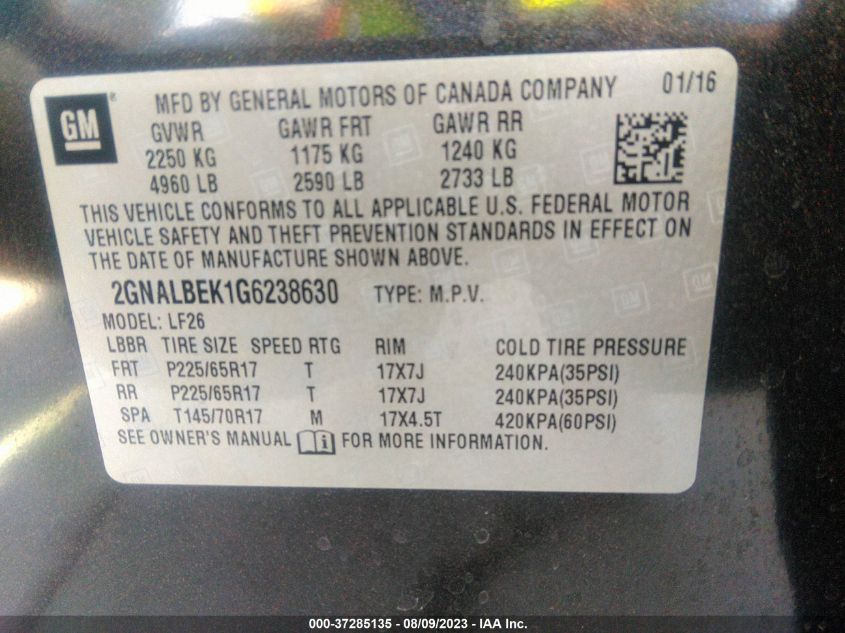 GM ® MFD BY GENERAL MOTORS OF CANADA COMPANY 01/16
GVWR GAWR FRT GAWR RR
2250 KG 1175 KG 1240 KG
4960 LB 2590 LB 2733 LB
THIS VEHICLE CONFORMS TO ALL APPLICABLE U.S. FEDERAL MOTOR
VEHICLE SAFETY AND THEFT PREVENTION STANDARDS IN EFFECT ON
THE DATE OF MANUFACTURE SHOWN ABOVE.
2GNALBEK1G6238630 TYPE: M.P.V.
MODEL: LF26
LBBR TIRE SIZE SPEED RTG RIM COLD TIRE PRESSURE
FRT P225/65R17 T 17X7J 240KPA(35PSI)
RR P225/65R17 T 17X7J 240KPA(35PSI)
SPA T145/70R17 M 17X4.5T 420KPA(60PSI)
SEE OWNER'S MANUAL i FOR MORE INFORMATION.
000-37285135 - 08/09/2023 - IAA Inc.